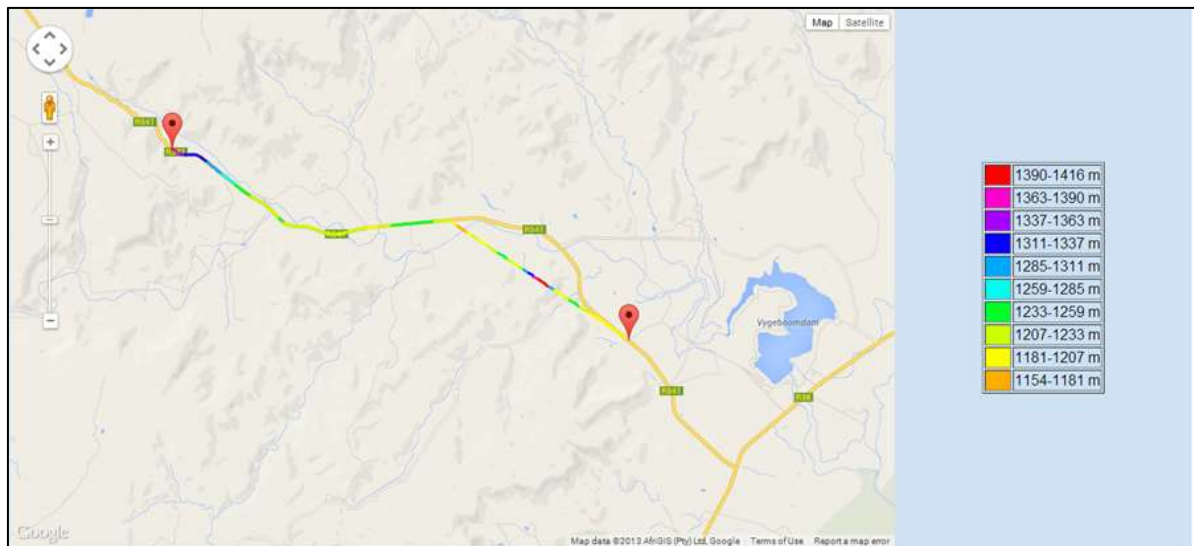 Map Satellite
R541
R541
Vygeboomdam
R541
R38
Google
Map data ©2013 AfriGIS (Pty) Ltd, Google Terms of Use Report a map error
1390-1416 m
1363-1390 m
1337-1363 m
1311-1337 m
1285-1311 m
1259-1285 m
1233-1259 m
1207-1233 m
1181-1207 m
1154-1181 m